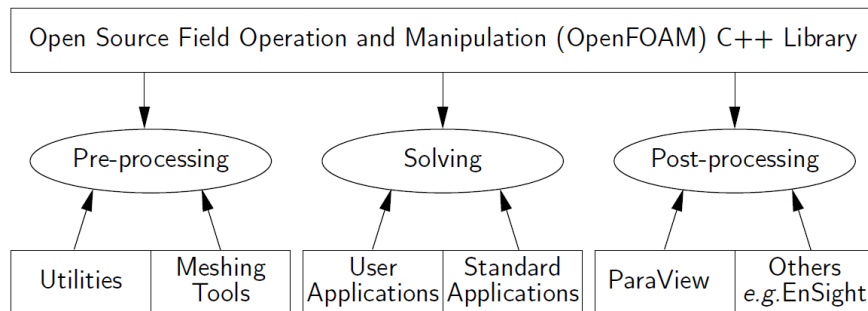 Open Source Field Operation and Manipulation (OpenFOAM) C++ Library
Pre-processing
Solving
Post-processing
Utilities
Meshing
Tools
User
Applications
Standard
Applications
ParaView
Others
e.g.EnSight